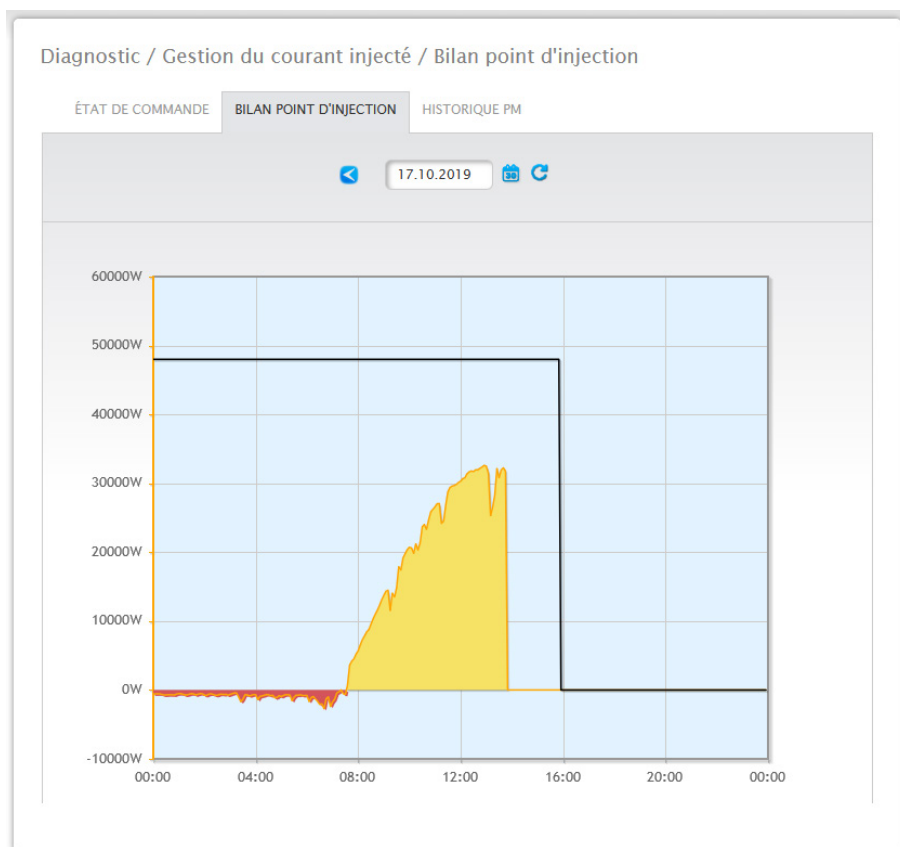 Diagnostic / Gestion du courant injecté / Bilan point d'injection
ÉTAT DE COMMANDE BILAN POINT D'INJECTION HISTORIQUE PM
17.10.2019 30
60000W
50000W
40000W
30000W
20000W
10000W
0W
-10000W
00:00 04:00 08:00 12:00 16:00 20:00 00:00